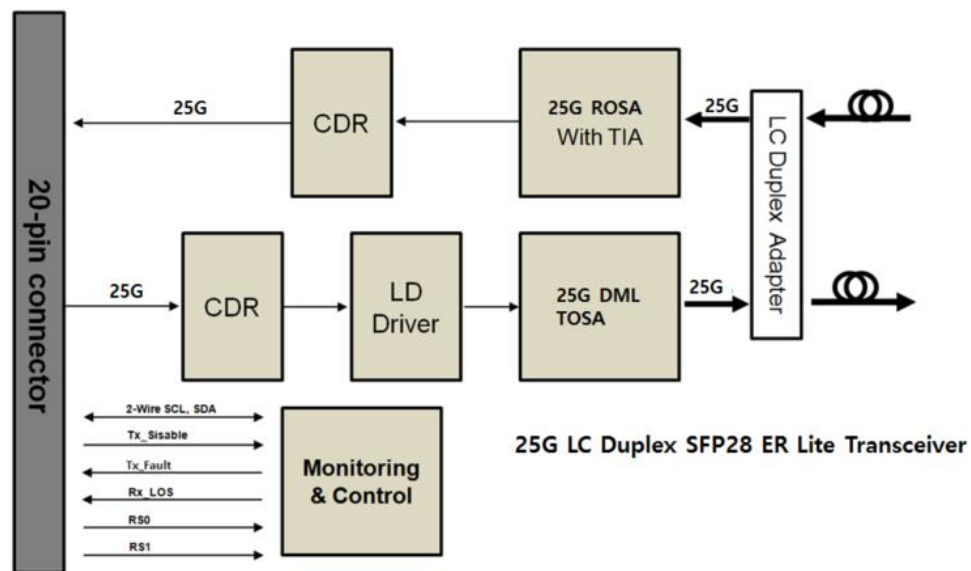 25G
CDR
25G ROSA
With TIA
25G
LC Duplex Adapter
20-pin connector
25G
CDR
LD
Driver
25G DML
TOSA
25G
2-Wire SCL, SDA
Tx_Sisable
Tx_Fault
Rx_LOS
RS0
RS1
Monitoring
& Control
25G LC Duplex SFP28 ER Lite Transceiver